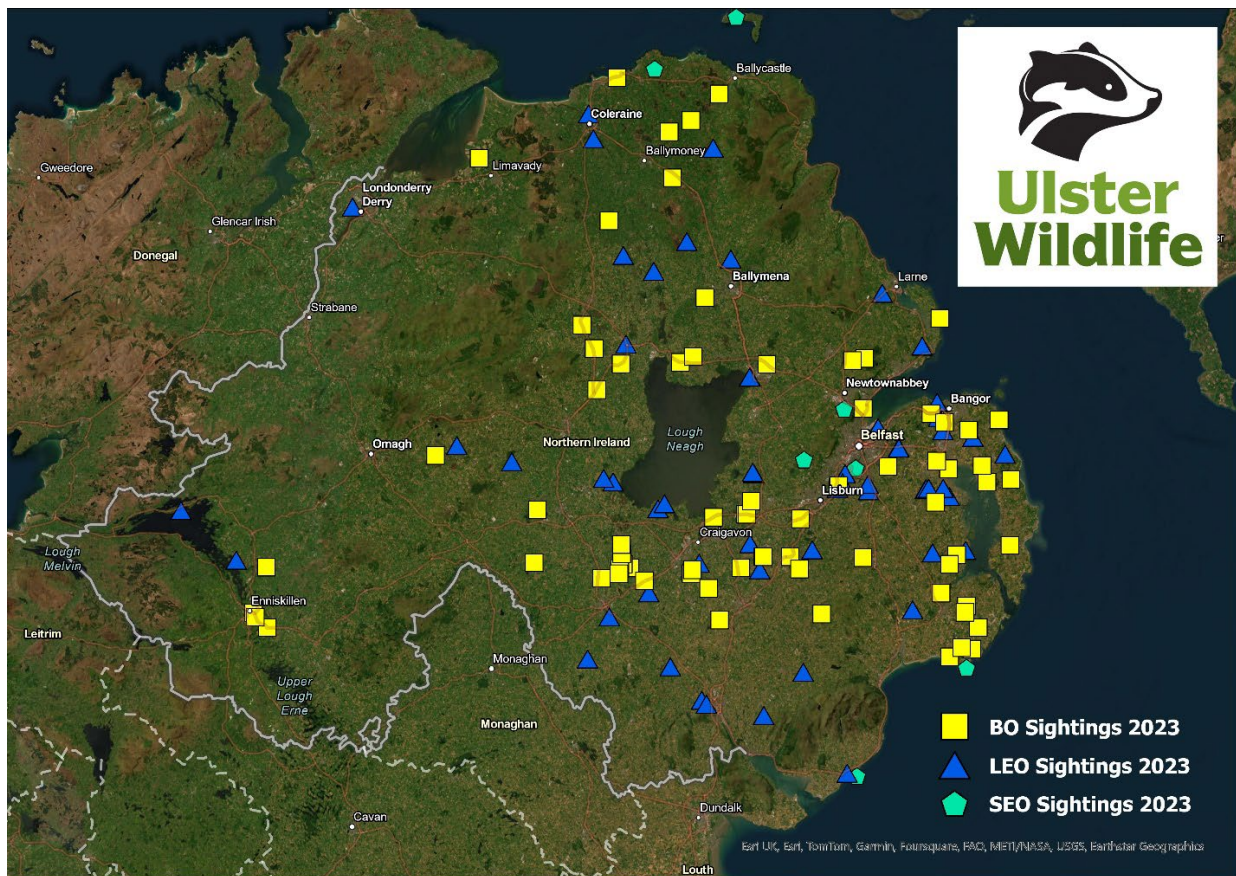 Ballycastle
Coleraine
Ballymoney
Gweedore
Limavady
Londonderry
Derry
Glencar Irish
Donegal
Ulster
Wildlife
Ballymena
Larne
Strabane
Newtownabbey
Bangor
Omagh
Northern Ireland
Lough
Neagh
Belfast
Lisburn
Craigavon
Lough
Melvin
Enniskillen
Leitrim
Monaghan
Upper
Lough
Erne
Monaghan
BO Sightings 2023
LEO Sightings 2023
SEO Sightings 2023
Dundalk
Cavan
Esri UK, Esri, TomTom, Garmin, Foursquare, FAO, METI/NASA, USGS, Earthstar Geographics
Louth